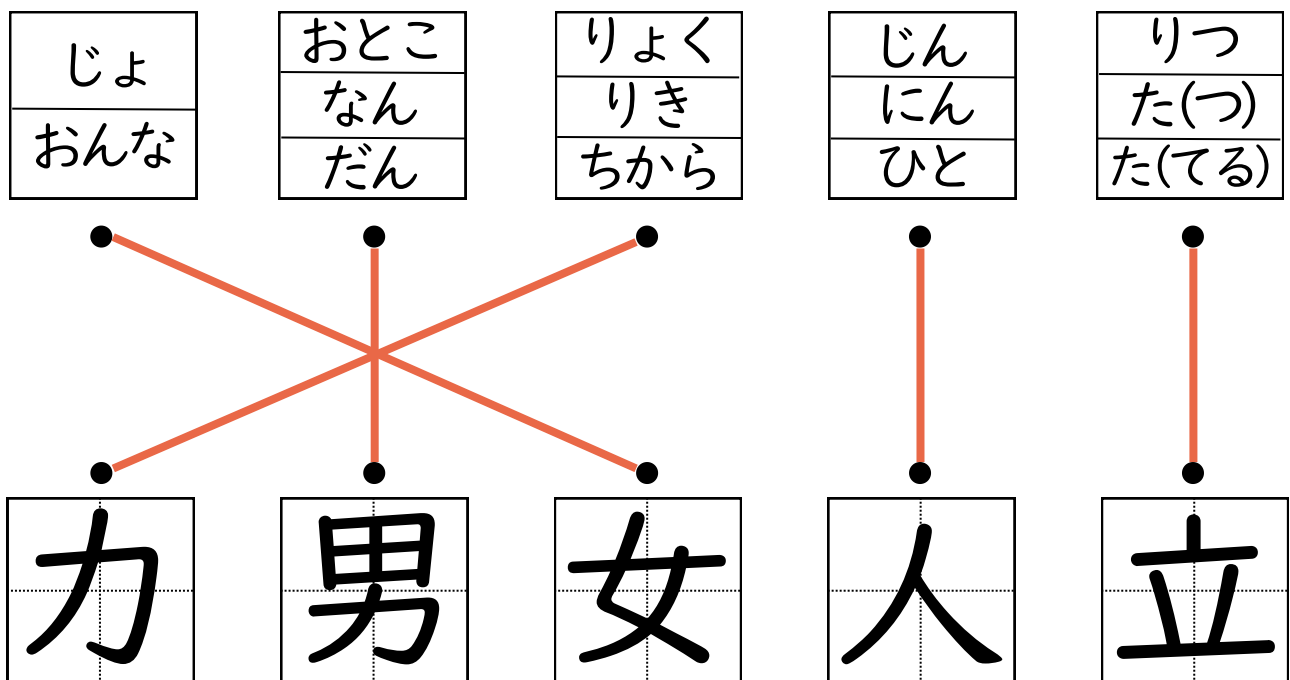 じょ
おんな
おとこ
なん
だん
りょく
りき
ちから
じん
にん
ひと
りつ
た(つ)
た(てる)
力
男
女
人
立